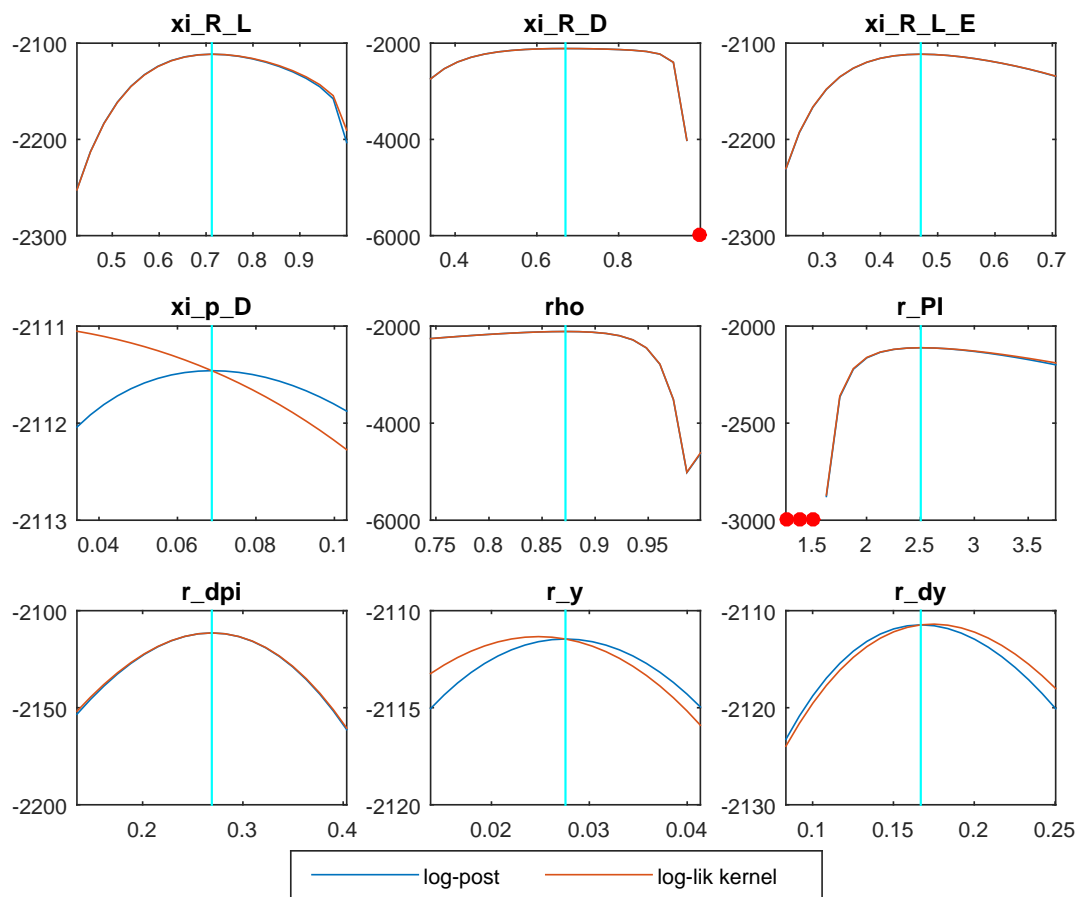 xi_R_L xi_R_D xi_R_L_E
-2100 -2000 -2100
-2200 -4000 -2200
-2300 -6000 -2300
0.5 0.6 0.7 0.8 0.9 0.4 0.6 0.8 0.3 0.4 0.5 0.6 0.7
xi_p_D rho r_PI
-2111 -2000 -2000
-2112 -4000 -2500
-2113 -6000 -3000
0.04 0.06 0.08 0.1 0.75 0.8 0.85 0.9 0.95 1.5 2 2.5 3 3.5
r_dpi r_y r_dy
-2100 -2110 -2110
-2150 -2115 -2120
-2200 -2120 -2130
0.2 0.3 0.4 0.02 0.03 0.04 0.1 0.15 0.2 0.25
log-post log-lik kernel